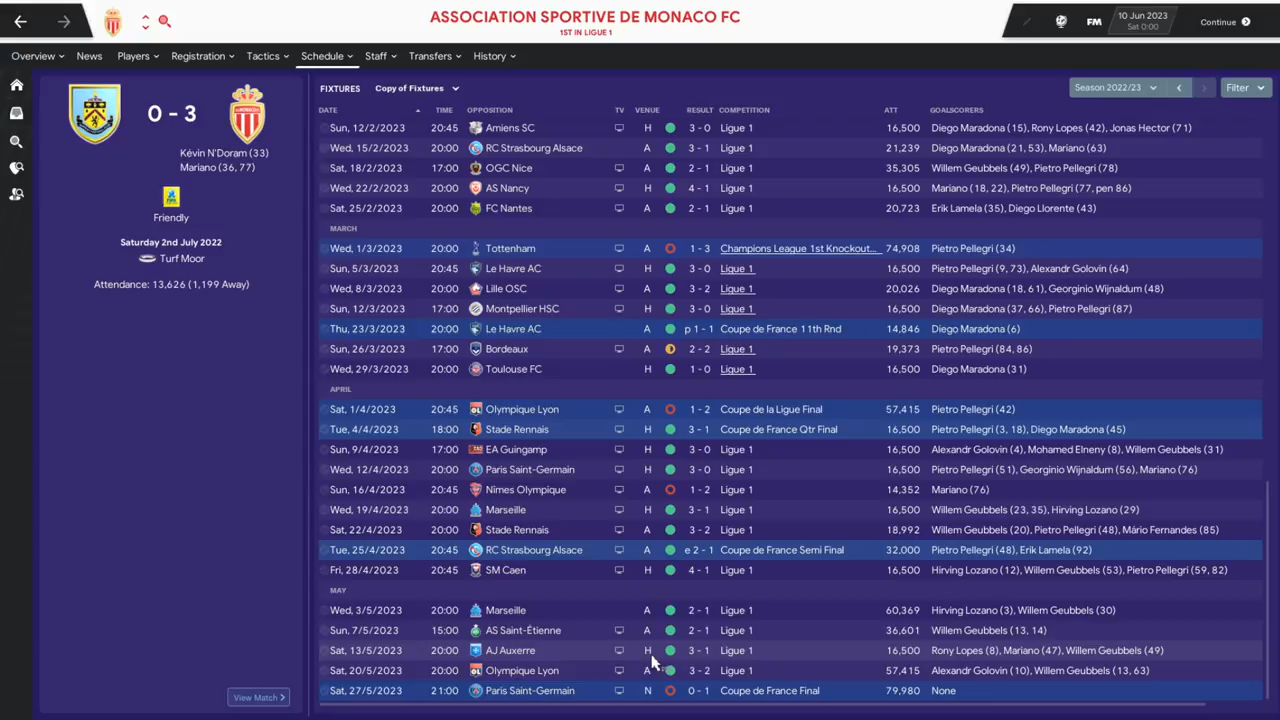 ASSOCIATION SPORTIVE DE MONACO FC
1ST IN LIGUE 1
FM
10 Jun 2023
Sat 0:00
Continue
Overview News Players Registration Tactics Schedule Staff Transfers History
0 - 3
Kévin N'Doram (33)
Mariano (36, 77)
Friendly
Saturday 2nd July 2022
Turf Moor
Attendance: 13,626 (1,199 Away)
View Match
FIXTURES Copy of Fixtures Season 2022/23 Filter
DATE TIME OPPOSITION TV VENUE RESULT COMPETITION ATT GOALSCORERS
Sun, 12/2/2023 20:45 Amiens SC H 3 - 0 Ligue 1 16,500 Diego Maradona (15), Rony Lopes (42), Jonas Hector (71)
Wed, 15/2/2023 20:00 RC Strasbourg Alsace A 3 - 1 Ligue 1 21,239 Diego Maradona (21, 53), Mariano (63)
Sat, 18/2/2023 17:00 OGC Nice A 2 - 1 Ligue 1 35,305 Willem Geubbels (49), Pietro Pellegri (78)
Wed, 22/2/2023 20:00 AS Nancy H 4 - 1 Ligue 1 16,500 Mariano (18, 22), Pietro Pellegri (77, pen 86)
Sat, 25/2/2023 20:00 FC Nantes A 2 - 1 Ligue 1 20,723 Erik Lamela (35), Diego Llorente (43)
MARCH
Wed, 1/3/2023 20:00 Tottenham A 1 - 3 Champions League 1st Knockout... 74,908 Pietro Pellegri (34)
Sun, 5/3/2023 20:45 Le Havre AC H 3 - 0 Ligue 1 16,500 Pietro Pellegri (9, 73), Alexandr Golovin (64)
Wed, 8/3/2023 20:00 Lille OSC A 3 - 2 Ligue 1 20,026 Diego Maradona (18, 61), Georginio Wijnaldum (48)
Sun, 12/3/2023 17:00 Montpellier HSC H 3 - 0 Ligue 1 16,500 Diego Maradona (37, 66), Pietro Pellegri (87)
Thu, 23/3/2023 20:00 Le Havre AC A p 1 - 1 Coupe de France 11th Rnd 14,846 Diego Maradona (6)
Sun, 26/3/2023 17:00 Bordeaux A 2 - 2 Ligue 1 19,373 Pietro Pellegri (84, 86)
Wed, 29/3/2023 20:00 Toulouse FC H 1 - 0 Ligue 1 16,500 Diego Maradona (31)
APRIL
Sat, 1/4/2023 20:45 Olympique Lyon A 1 - 2 Coupe de la Ligue Final 57,415 Pietro Pellegri (42)
Tue, 4/4/2023 18:00 Stade Rennais H 3 - 1 Coupe de France Qtr Final 16,500 Pietro Pellegri (3, 18), Diego Maradona (45)
Sun, 9/4/2023 17:00 EA Guingamp H 3 - 0 Ligue 1 16,500 Alexandr Golovin (4), Mohamed Elneny (8), Willem Geubbels (31)
Wed, 12/4/2023 20:00 Paris Saint-Germain H 3 - 0 Ligue 1 16,500 Pietro Pellegri (51), Georginio Wijnaldum (56), Mariano (76)
Sun, 16/4/2023 20:45 Nîmes Olympique A 1 - 2 Ligue 1 14,352 Mariano (76)
Wed, 19/4/2023 20:00 Marseille H 3 - 1 Ligue 1 16,500 Willem Geubbels (23, 35), Hirving Lozano (29)
Sat, 22/4/2023 20:00 Stade Rennais A 3 - 2 Ligue 1 18,992 Willem Geubbels (20), Pietro Pellegri (48), Mário Fernandes (85)
Tue, 25/4/2023 20:45 RC Strasbourg Alsace A e 2 - 1 Coupe de France Semi Final 32,000 Pietro Pellegri (48), Erik Lamela (92)
Fri, 28/4/2023 20:45 SM Caen H 4 - 1 Ligue 1 16,500 Hirving Lozano (12), Willem Geubbels (53), Pietro Pellegri (59, 82)
MAY
Wed, 3/5/2023 20:00 Marseille A 2 - 1 Ligue 1 60,369 Hirving Lozano (3), Willem Geubbels (30)
Sun, 7/5/2023 15:00 AS Saint-Étienne A 2 - 1 Ligue 1 36,601 Willem Geubbels (13, 14)
Sat, 13/5/2023 20:00 AJ Auxerre H 3 - 1 Ligue 1 16,500 Rony Lopes (8), Mariano (47), Willem Geubbels (49)
Sat, 20/5/2023 20:00 Olympique Lyon A 3 - 2 Ligue 1 57,415 Alexandr Golovin (10), Willem Geubbels (13, 63)
Sat, 27/5/2023 21:00 Paris Saint-Germain N 0 - 1 Coupe de France Final 79,980 None